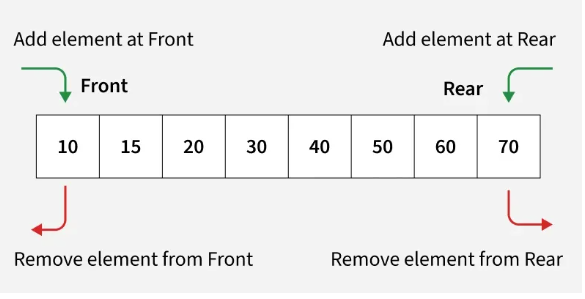 Add element at Front
Add element at Rear
Front
Rear
10 15 20 30 40 50 60 70
Remove element from Front
Remove element from Rear